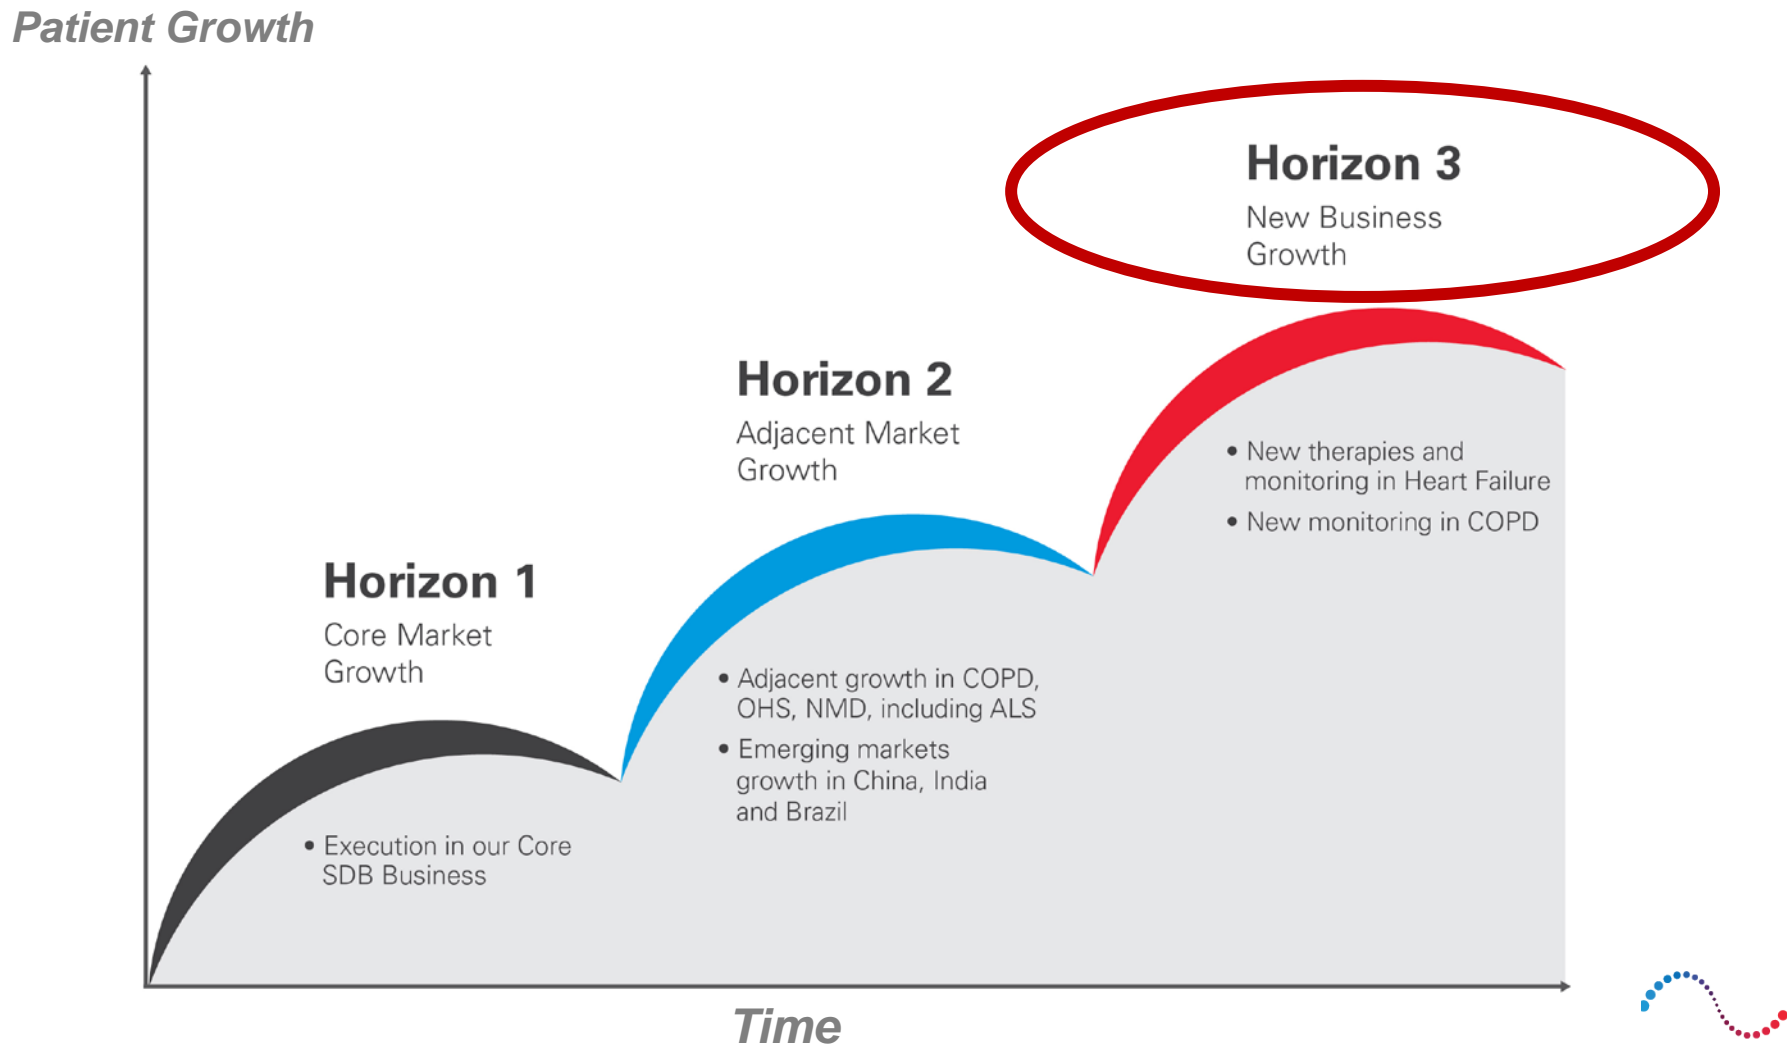 Patient Growth
Horizon 3
New Business
Growth
Horizon 2
Adjacent Market
Growth
• New therapies and
monitoring in Heart Failure
• New monitoring in COPD
Horizon 1
Core Market
Growth
• Adjacent growth in COPD,
OHS, NMD, including ALS
• Emerging markets
growth in China, India
and Brazil
• Execution in our Core
SDB Business
Time